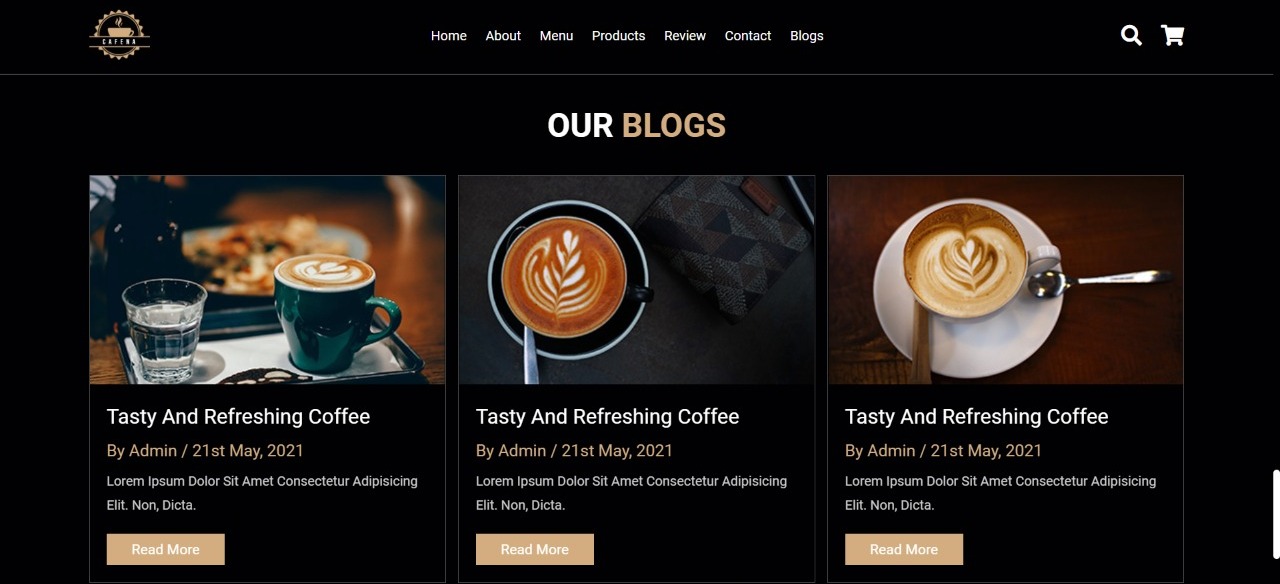 CAFENA
Home About Menu Products Review Contact Blogs
OUR BLOGS
Tasty And Refreshing Coffee
By Admin / 21st May, 2021
Lorem Ipsum Dolor Sit Amet Consectetur Adipisicing
Elit. Non, Dicta.
Read More
Tasty And Refreshing Coffee
By Admin / 21st May, 2021
Lorem Ipsum Dolor Sit Amet Consectetur Adipisicing
Elit. Non, Dicta.
Read More
Tasty And Refreshing Coffee
By Admin / 21st May, 2021
Lorem Ipsum Dolor Sit Amet Consectetur Adipisicing
Elit. Non, Dicta.
Read More